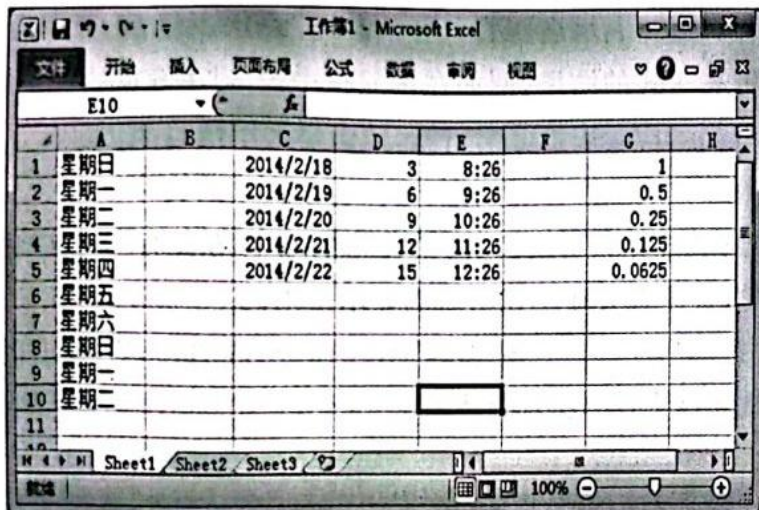 工作簿1 - Microsoft Excel
文件 开始 插入 页面布局 公式 数据 审阅 视图
E10 fx
A B C D E F G H
1 星期日 2014/2/18 3 8:26 1
2 星期一 2014/2/19 6 9:26 0.5
3 星期二 2014/2/20 9 10:26 0.25
4 星期三 2014/2/21 12 11:26 0.125
5 星期四 2014/2/22 15 12:26 0.0625
6 星期五
7 星期六
8 星期日
9 星期一
10 星期二
11
Sheet1 Sheet2 Sheet3
就绪 100%